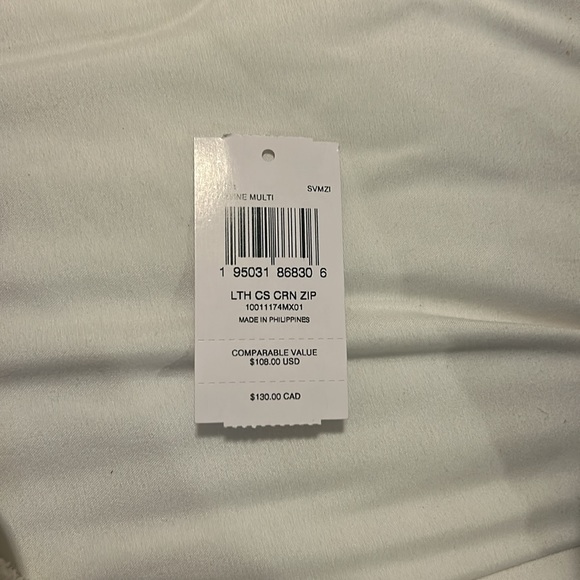 SVMZI
MULTI
1 95031 86830 6
LTH CS CRN ZIP
10011174MX01
MADE IN PHILIPPINES
COMPARABLE VALUE
$108.00 USD
$130.00 CAD